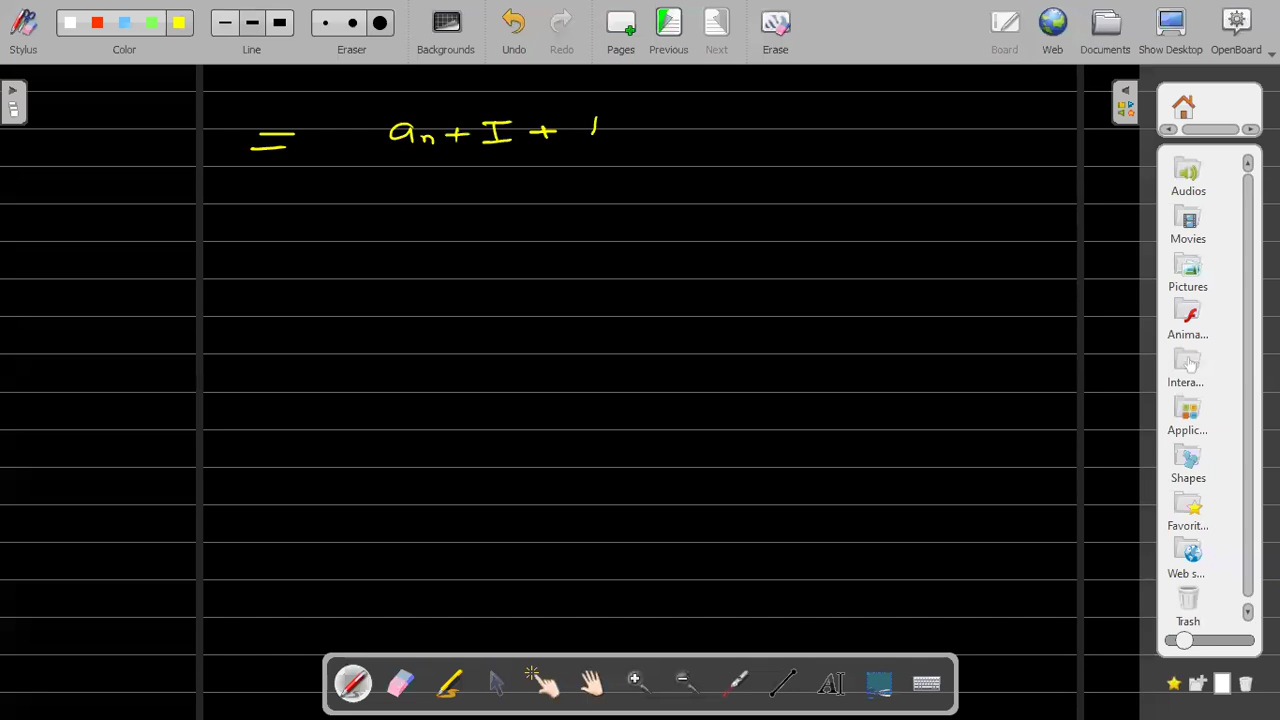 Stylus Color Line Eraser Backgrounds Undo Redo Pages Previous Next Erase Board Web Documents Show Desktop OpenBoard
= aₙ + I +
Audios
Movies
Pictures
Anima...
Intera...
Applic...
Shapes
Favorit...
Web s...
Trash
AI